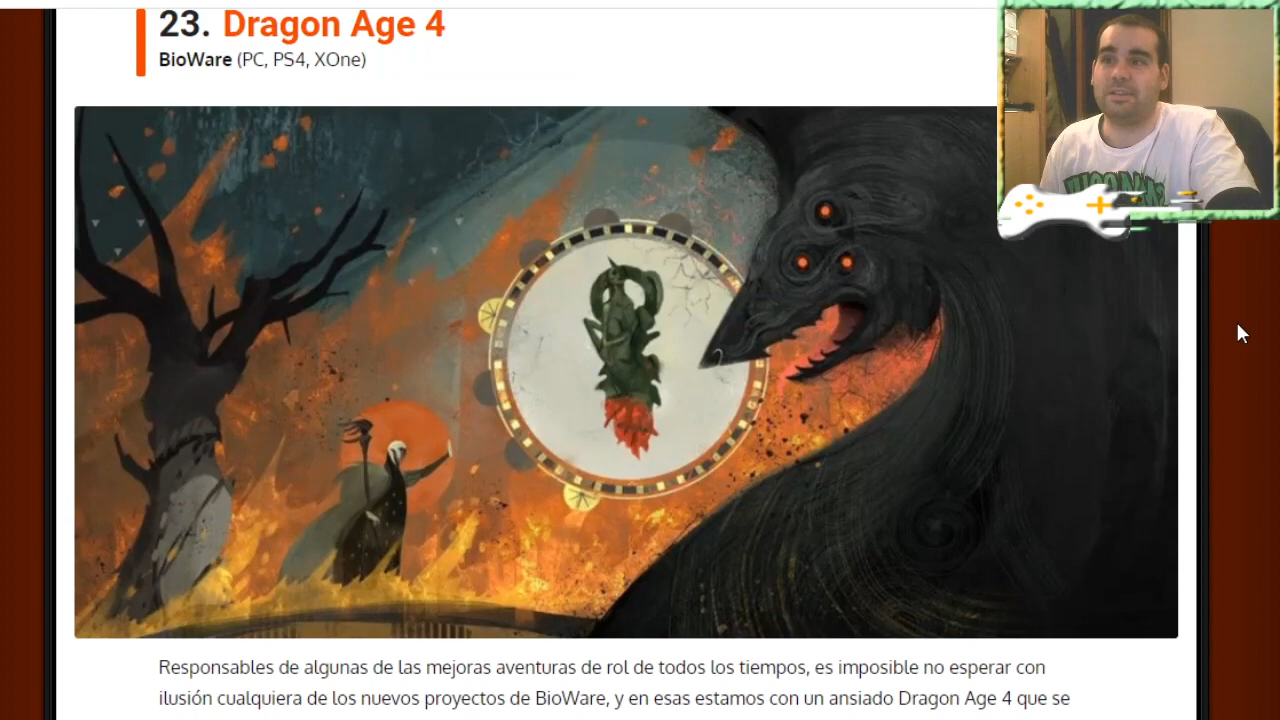 23. Dragon Age 4
BioWare (PC, PS4, XOne)
Responsables de algunas de las mejores aventuras de rol de todos los tiempos, es imposible no esperar con
ilusión cualquiera de los nuevos proyectos de BioWare, y en esas estamos con un ansiado Dragon Age 4 que se